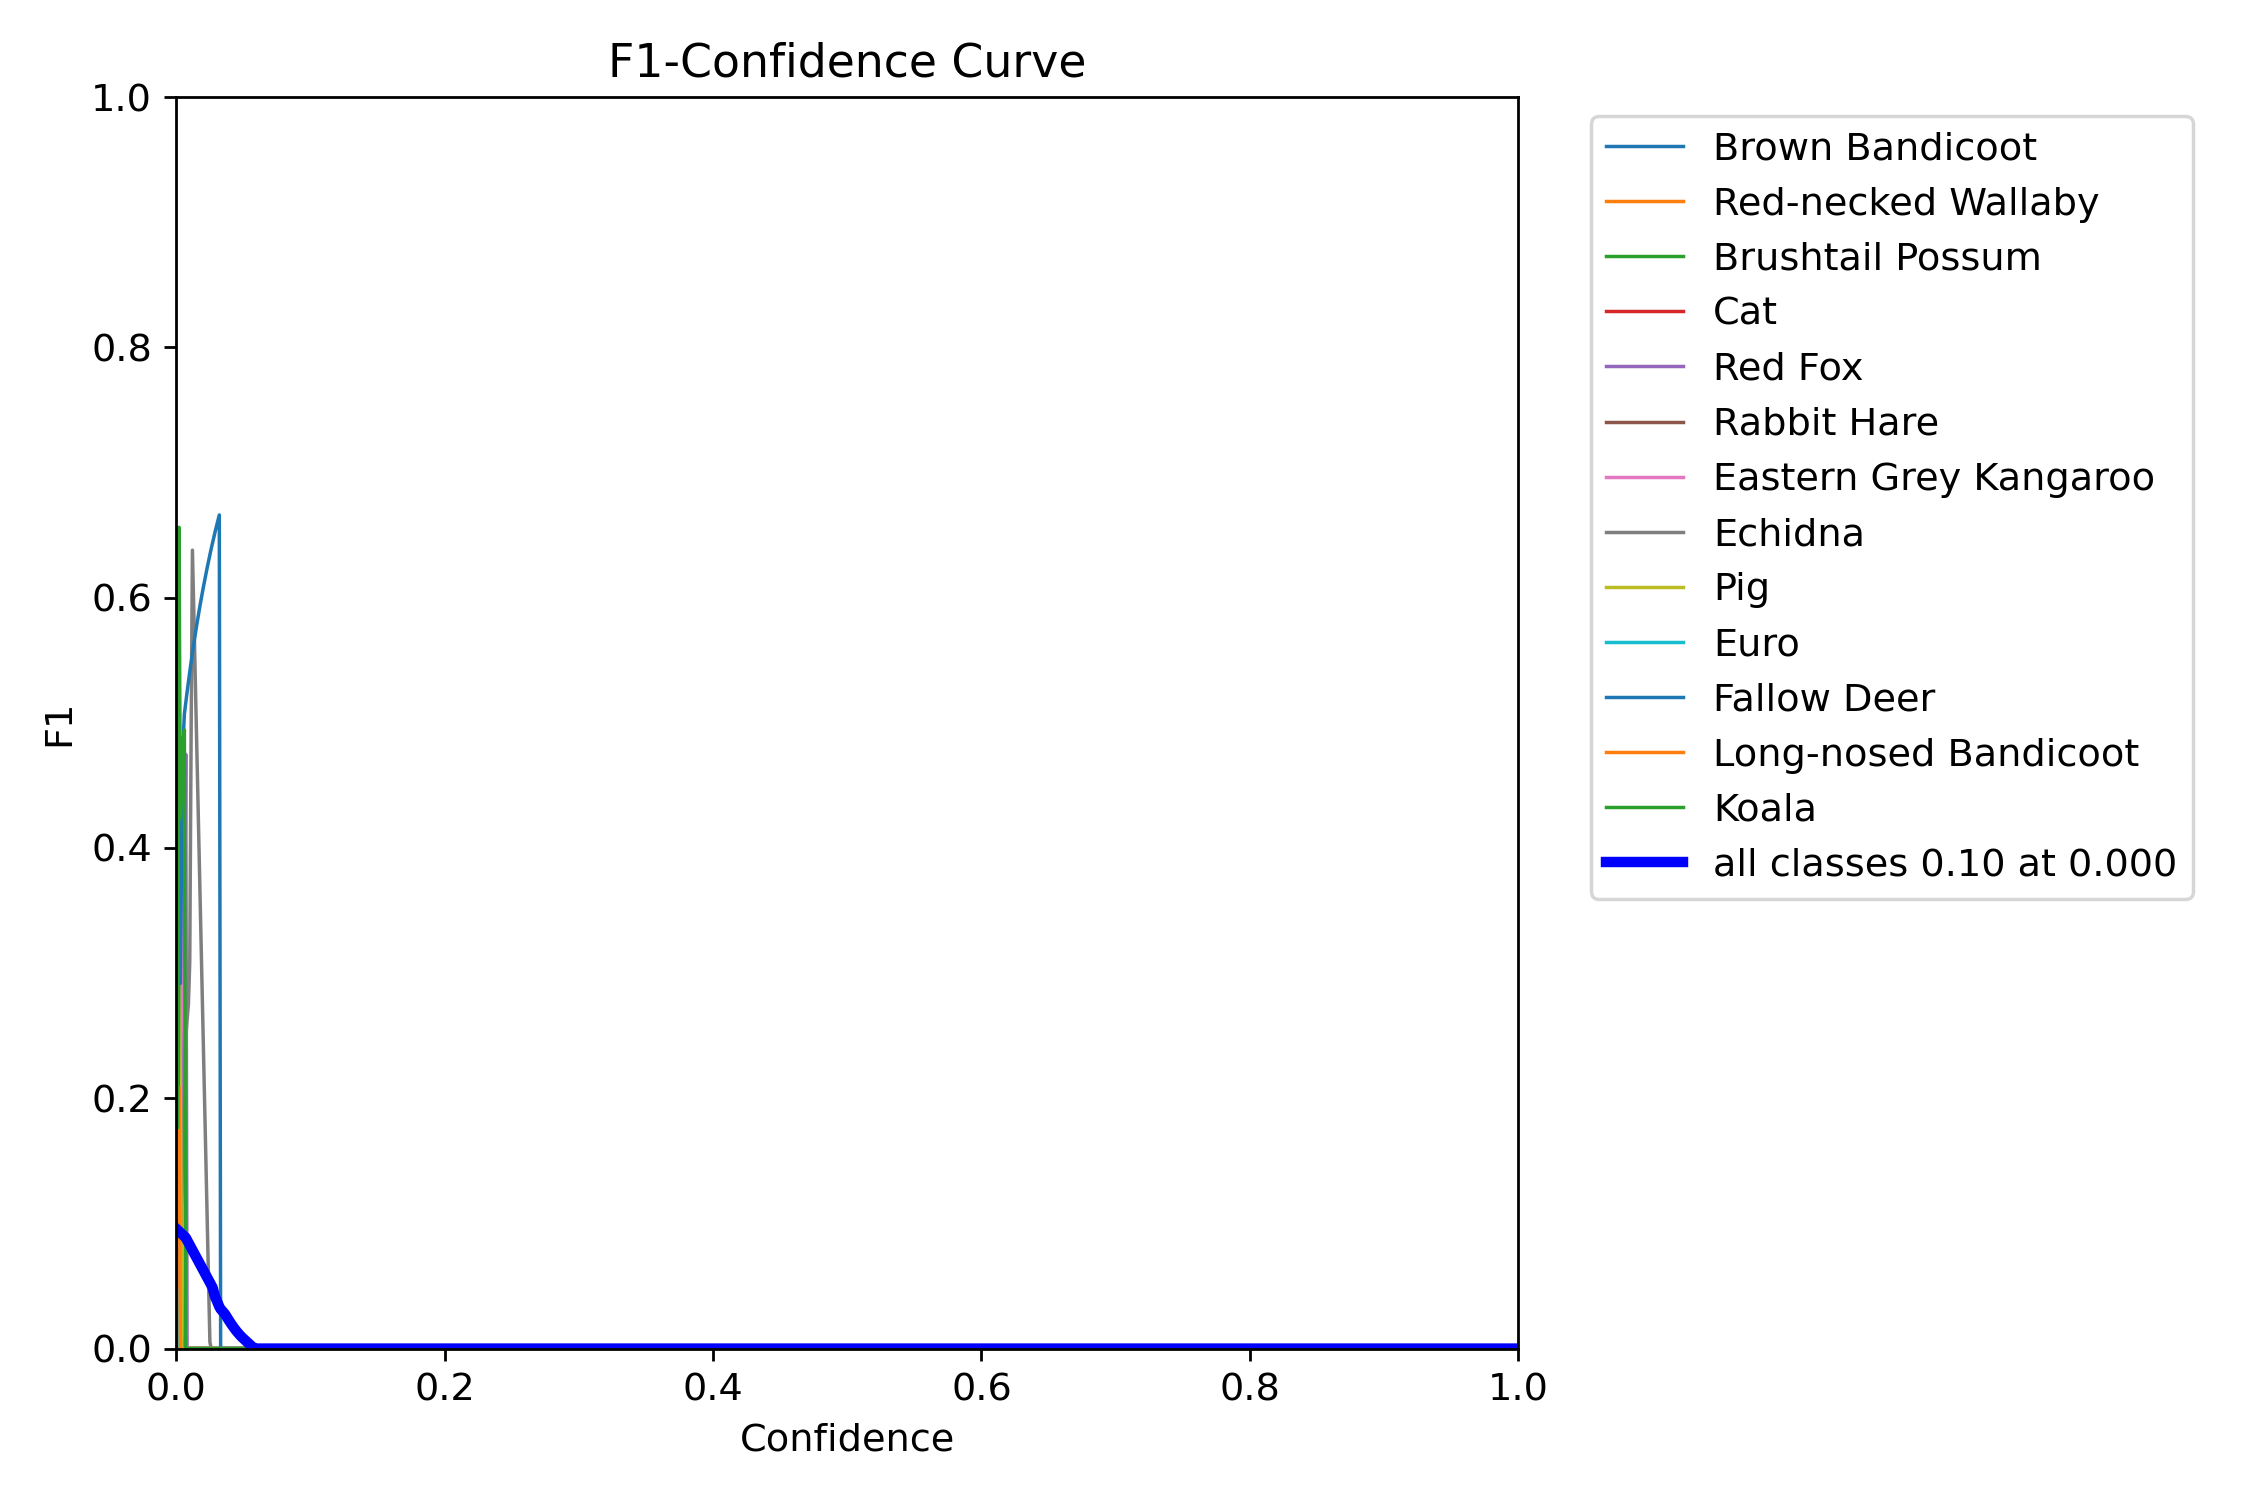 F1-Confidence Curve
1.0
0.8
0.6
0.4
0.2
0.0
F1
0.0 0.2 0.4 0.6 0.8 1.0
Confidence
Brown Bandicoot
Red-necked Wallaby
Brushtail Possum
Cat
Red Fox
Rabbit Hare
Eastern Grey Kangaroo
Echidna
Pig
Euro
Fallow Deer
Long-nosed Bandicoot
Koala
all classes 0.10 at 0.000